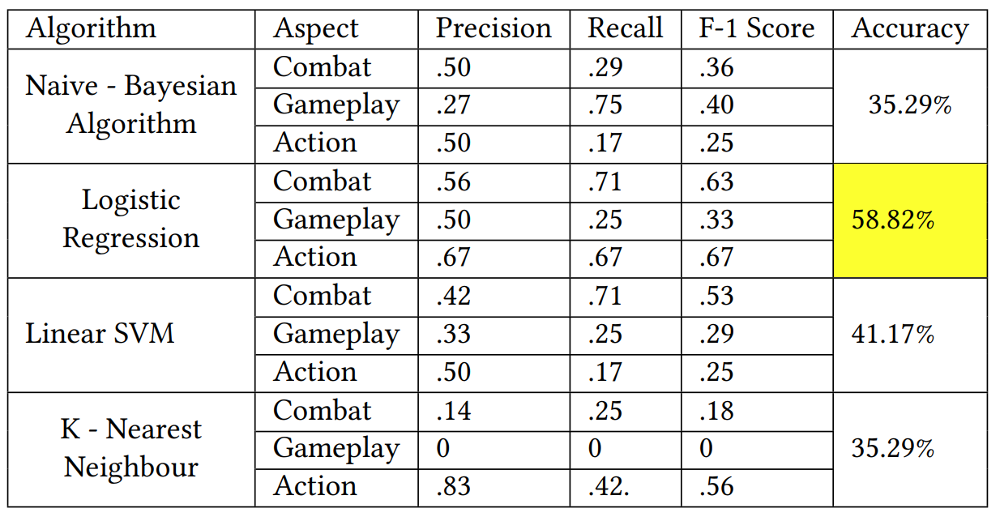 Algorithm Aspect Precision Recall F-1 Score Accuracy
Naive - Bayesian Algorithm Combat .50 .29 .36 35.29%
Gameplay .27 .75 .40
Action .50 .17 .25
Logistic Regression Combat .56 .71 .63 58.82%
Gameplay .50 .25 .33
Action .67 .67 .67
Linear SVM Combat .42 .71 .53 41.17%
Gameplay .33 .25 .29
Action .50 .17 .25
K - Nearest Neighbour Combat .14 .25 .18 35.29%
Gameplay 0 0 0
Action .83 .42. .56